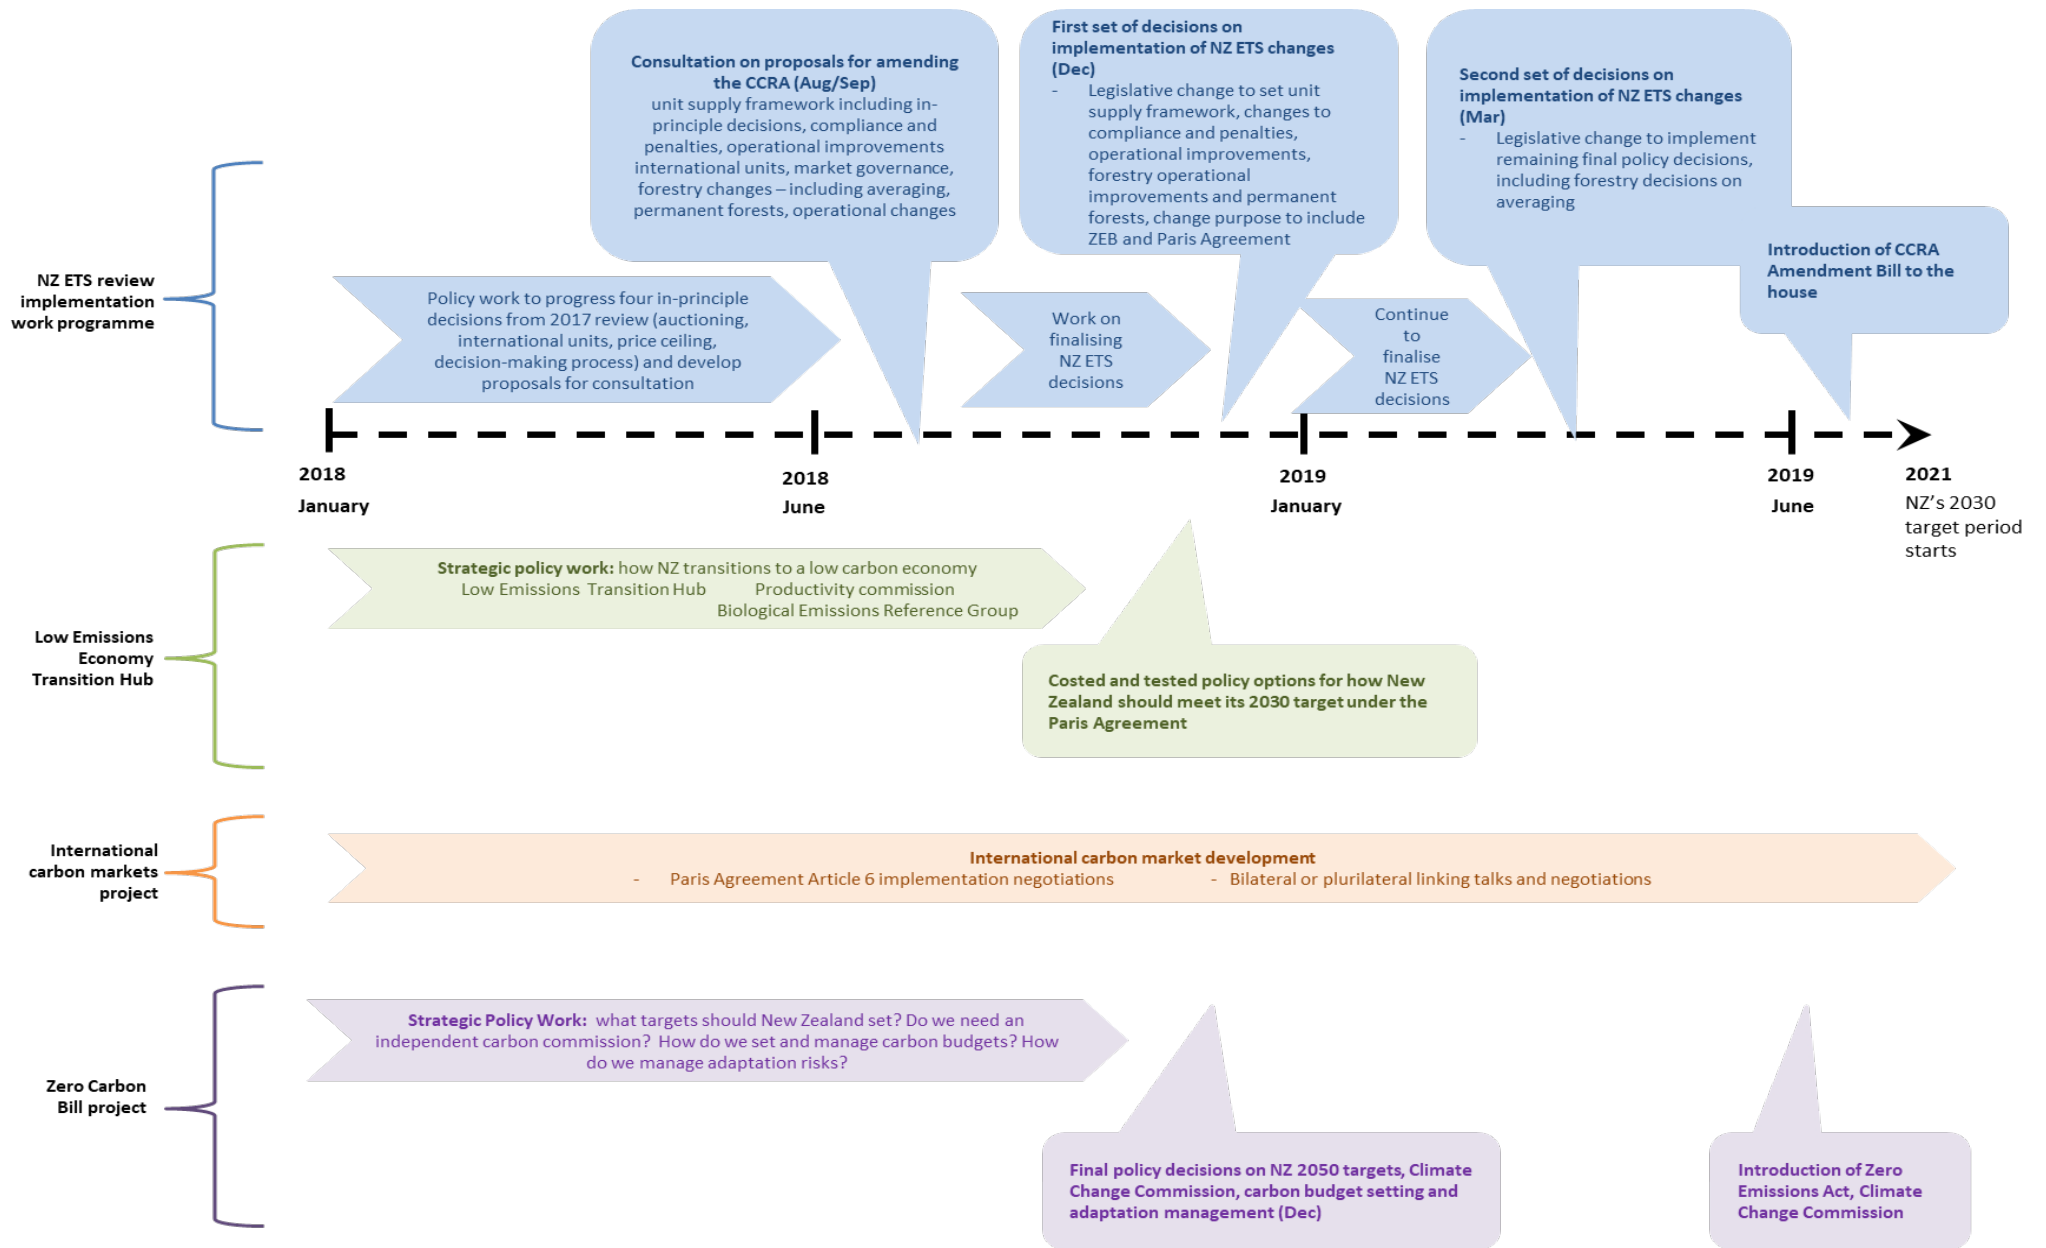 Consultation on proposals for amending
the CCRA (Aug/Sep)
unit supply framework including in-
principle decisions, compliance and
penalties, operational improvements
international units, market governance,
forestry changes – including averaging,
permanent forests, operational changes
First set of decisions on
implementation of NZ ETS changes
(Dec)
- Legislative change to set unit
supply framework, changes to
compliance and penalties,
operational improvements,
forestry operational
improvements and permanent
forests, change purpose to include
ZEB and Paris Agreement
Second set of decisions on
implementation of NZ ETS changes
(Mar)
- Legislative change to implement
remaining final policy decisions,
including forestry decisions on
averaging
Introduction of CCRA
Amendment Bill to the
house
NZ ETS review
implementation
work programme
Policy work to progress four in-principle
decisions from 2017 review (auctioning,
international units, price ceiling,
decision-making process) and develop
proposals for consultation
Work on
finalising
NZ ETS
decisions
Continue
to
finalise
NZ ETS
decisions
2018
January
2018
June
2019
January
2019
June
2021
NZ's 2030
target period
starts
Low Emissions
Economy
Transition Hub
Strategic policy work: how NZ transitions to a low carbon economy
Low Emissions Transition Hub Productivity commission
Biological Emissions Reference Group
Costed and tested policy options for how New
Zealand should meet its 2030 target under the
Paris Agreement
International
carbon markets
project
International carbon market development
- Paris Agreement Article 6 implementation negotiations - Bilateral or plurilateral linking talks and negotiations
Zero Carbon
Bill project
Strategic Policy Work: what targets should New Zealand set? Do we need an
independent carbon commission? How do we set and manage carbon budgets? How
do we manage adaptation risks?
Final policy decisions on NZ 2050 targets, Climate
Change Commission, carbon budget setting and
adaptation management (Dec)
Introduction of Zero
Emissions Act, Climate
Change Commission